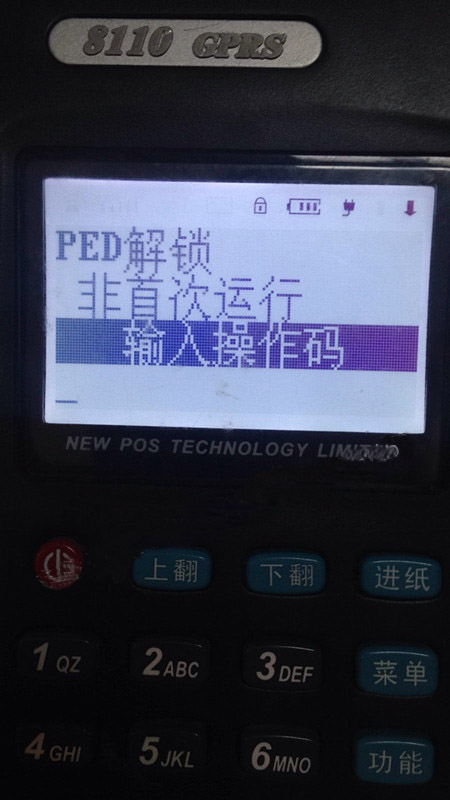 8110 GPRS
PED解锁
非首次运行
输入操作码
NEW POS TECHNOLOGY LIMITED
上翻 下翻 进纸
1 QZ 2 ABC 3 DEF 菜单
4 GHI 5 JKL 6 MNO 功能